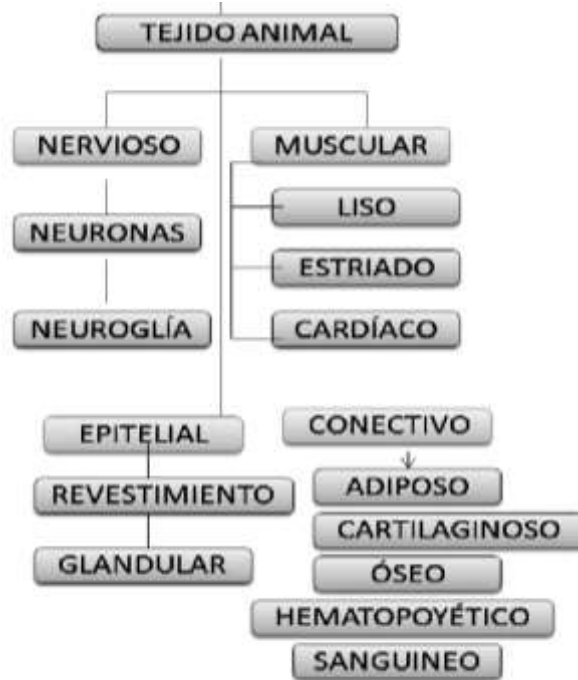 TEJIDO ANIMAL
NERVIOSO
NEURONAS
NEUROGLÍA
MUSCULAR
LISO
ESTRIADO
CARDÍACO
EPITELIAL
REVESTIMIENTO
GLANDULAR
CONECTIVO
ADIPOSO
CARTILAGINOSO
ÓSEO
HEMATOPOYÉTICO
SANGUINEO